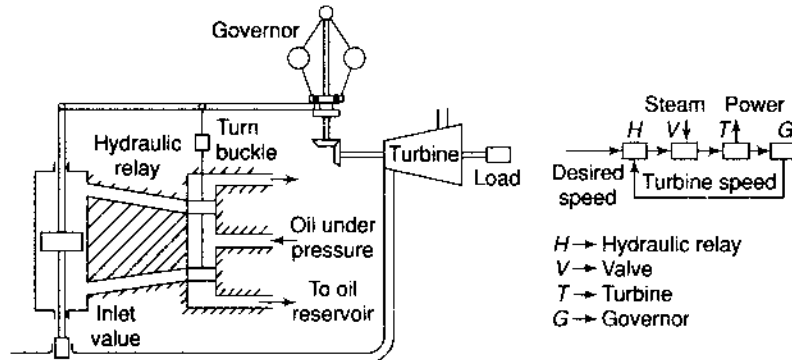 Governor
Hydraulic
relay
Turn
buckle
Turbine
Load
Oil under
pressure
To oil
reservoir
Inlet
value
Steam Power
H V T G
Desired
speed
Turbine speed
H → Hydraulic relay
V → Valve
T → Turbine
G → Governor